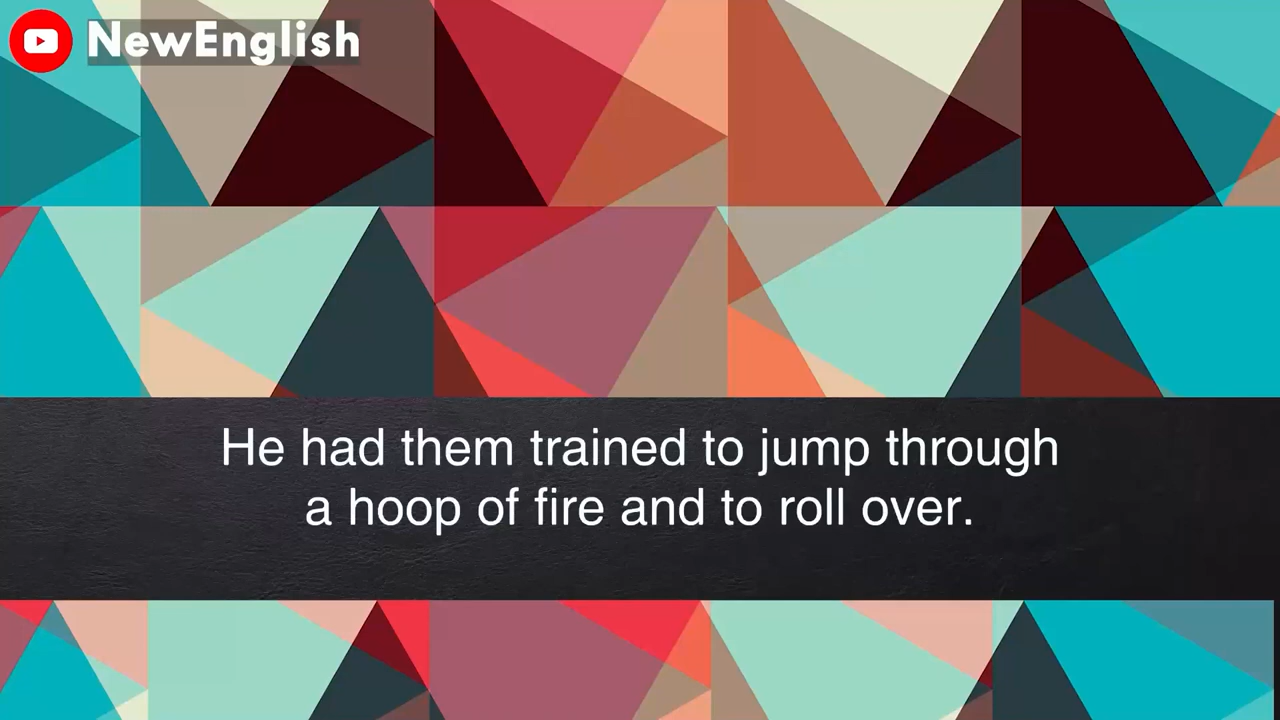 NewEnglish
He had them trained to jump through
a hoop of fire and to roll over.